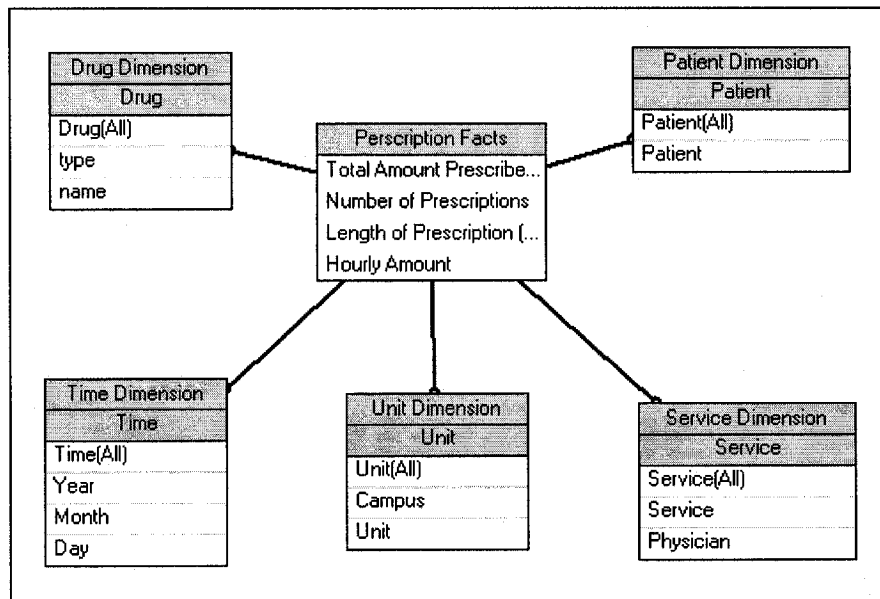 Drug Dimension
Drug
Drug(All)
type
name
Perscription Facts
Total Amount Prescribe...
Number of Prescriptions
Length of Prescription (...
Hourly Amount
Patient Dimension
Patient
Patient(All)
Patient
Time Dimension
Time
Time(All)
Year
Month
Day
Unit Dimension
Unit
Unit(All)
Campus
Unit
Service Dimension
Service
Service(All)
Service
Physician